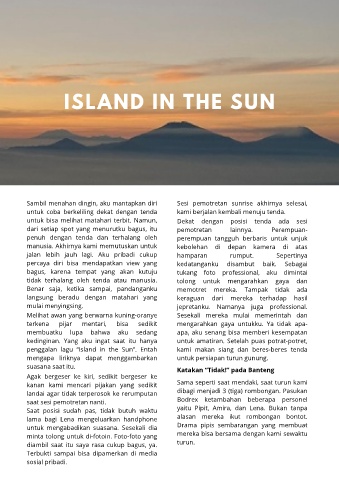 ISLAND IN THE SUN
Sambil menahan dingin, aku mantapkan diri
untuk coba berkeliling dekat dengan tenda
untuk bisa melihat matahari terbit. Namun,
dari setiap spot yang menurutku bagus, itu
penuh dengan tenda dan terhalang oleh
manusia. Akhirnya kami memutuskan untuk
jalan lebih jauh lagi. Aku pribadi cukup
percaya diri bisa mendapatkan view yang
bagus, karena tempat yang akan kutuju
tidak terhalang oleh tenda atau manusia.
Benar saja, ketika sampai, pandanganku
langsung beradu dengan matahari yang
mulai menyingsing.
Melihat awan yang berwarna kuning-oranye
terkena pijar mentari, bisa sedikit
membuatku lupa bahwa aku sedang
kedinginan. Yang aku ingat saat itu hanya
penggalan lagu "Island in the Sun". Entah
mengapa liriknya dapat menggambarkan
suasana saat itu.
Agak bergeser ke kiri, sedikit bergeser ke
kanan kami mencari pijakan yang sedikit
landai agar tidak terperosok ke rerumputan
saat sesi pemotretan nanti.
Saat posisi sudah pas, tidak butuh waktu
lama bagi Lena mengeluarkan handphone
untuk mengabadikan suasana. Sesekali dia
minta tolong untuk di-fotoin. Foto-foto yang
diambil saat itu saya rasa cukup bagus, ya.
Terbukti sampai bisa dipamerkan di media
sosial pribadi.
Sesi pemotretan sunrise akhirnya selesai,
kami berjalan kembali menuju tenda.
Dekat dengan posisi tenda ada sesi
pemotretan lainnya. Perempuan-
perempuan tangguh berbaris untuk unjuk
kebolehan di depan kamera di atas
hamparan rumput. Sepertinya
kedatanganku disambut baik. Sebagai
tukang foto professional, aku dimintai
tolong untuk mengarahkan gaya dan
memotret mereka. Tampak tidak ada
keraguan dari mereka terhadap hasil
jepretanku. Namanya juga professional.
Sesekali mereka mulai memerintah dan
mengarahkan gaya untukku. Ya tidak apa-
apa, aku senang bisa memberi kesempatan
untuk amatiran. Setelah puas potrat-potret,
kami makan siang dan beres-beres tenda
untuk persiapan turun gunung.
Katakan "Tidak!" pada Banteng
Sama seperti saat mendaki, saat turun kami
dibagi menjadi 3 (tiga) rombongan. Pasukan
Bodrex ketambahan beberapa personel
yaitu Pipit, Amira, dan Lena. Bukan tanpa
alasan mereka ikut rombongan bontot.
Drama pipis sembarangan yang membuat
mereka bisa bersama dengan kami sewaktu
turun.